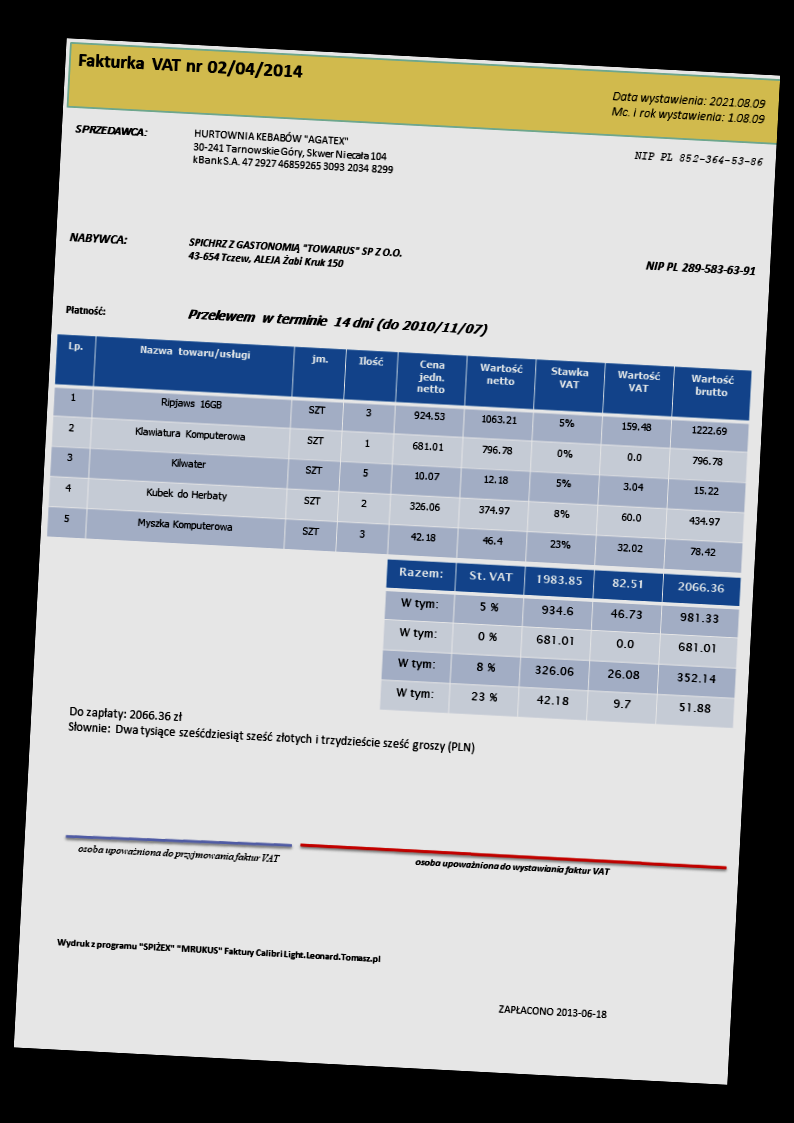 Fakturka VAT nr 02/04/2014
Data wystawienia: 2021.08.09
Mc. i rok wystawienia: 1.08.09
SPRZEDAWCA:
HURTOWNIA KEBABÓW "AGATEX"
30-241 Tarnowskie Góry, Skwer Niecała 104
kBank S.A. 47 2927 46859265 3093 2034 8299
NIP PL 852-364-53-86
NABYWCA:
SPICHRZ Z GASTONOMIĄ "TOWARUS" SP Z O.O.
43-654 Tczew, ALEJA Żabi Kruk 150
NIP PL 289-583-63-91
Płatność: Przelewem w terminie 14 dni (do 2010/11/07)
Lp. Nazwa towaru/usługi jm. Ilość Cena jedn. netto Wartość netto Stawka VAT Wartość VAT Wartość brutto
1 Ripjaws 16GB SZT 3 924.53 1063.21 5% 159.48 1222.69
2 Klawiatura Komputerowa SZT 1 681.01 796.78 0% 0.0 796.78
3 Kilwater SZT 5 10.07 12.18 5% 3.04 15.22
4 Kubek do Herbaty SZT 2 326.06 374.97 8% 60.0 434.97
5 Myszka Komputerowa SZT 3 42.18 46.4 23% 32.02 78.42
Razem: St. VAT 1983.85 82.51 2066.36
W tym: 5 % 934.6 46.73 981.33
W tym: 0 % 681.01 0.0 681.01
W tym: 8 % 326.06 26.08 352.14
W tym: 23 % 42.18 9.7 51.88
Do zapłaty: 2066.36 zł
Słownie: Dwa tysiące sześćdziesiąt sześć złotych i trzydzieście sześć groszy (PLN)
osoba upoważniona do przyjmowania faktur VAT
osoba upoważniona do wystawiania faktur VAT
Wydruk z programu "SPIŻEX" "MRUKUS" Faktury Calibri Light.Leonard.Tomasz.pl
ZAPŁACONO 2013-06-18